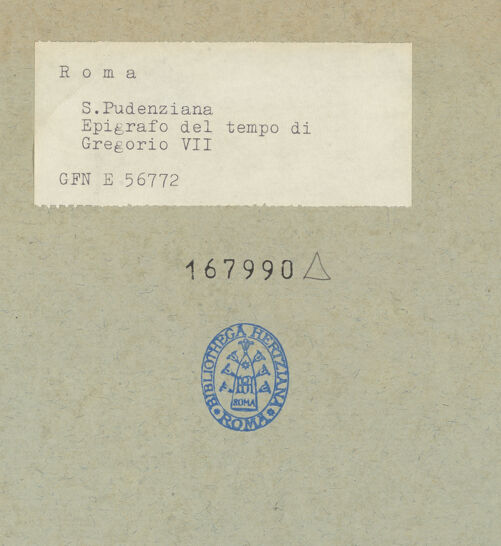 Roma
S.Pudenziana
Epigrafo del tempo di
Gregorio VII
GFN E 56772
167990
BIBLIOTHECA HERTZIANA
ROMA
ROMA